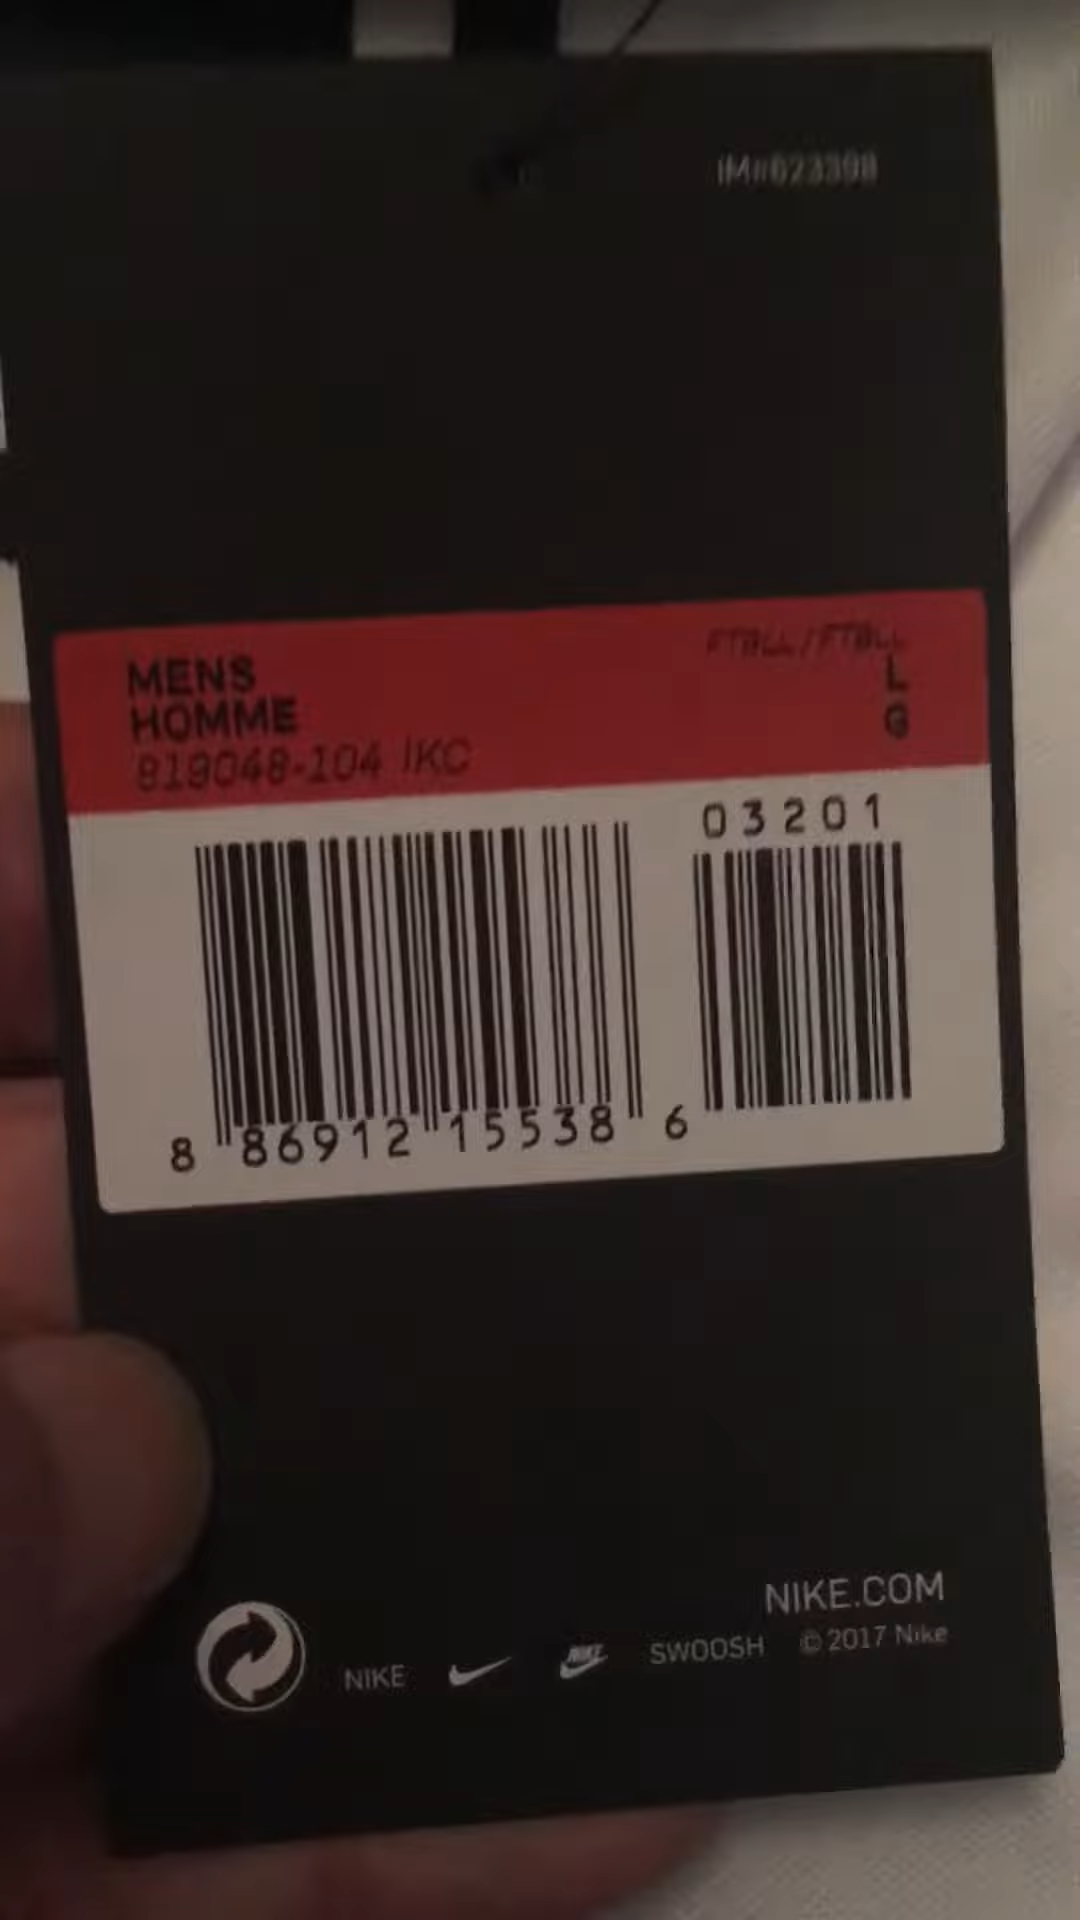 IM#623398
MENS
HOMME
FTBLL/FTBLL
L
G
819048-104 IKC
03201
8 86912 15538 6
NIKE.COM
NIKE NIKE SWOOSH © 2017 Nike